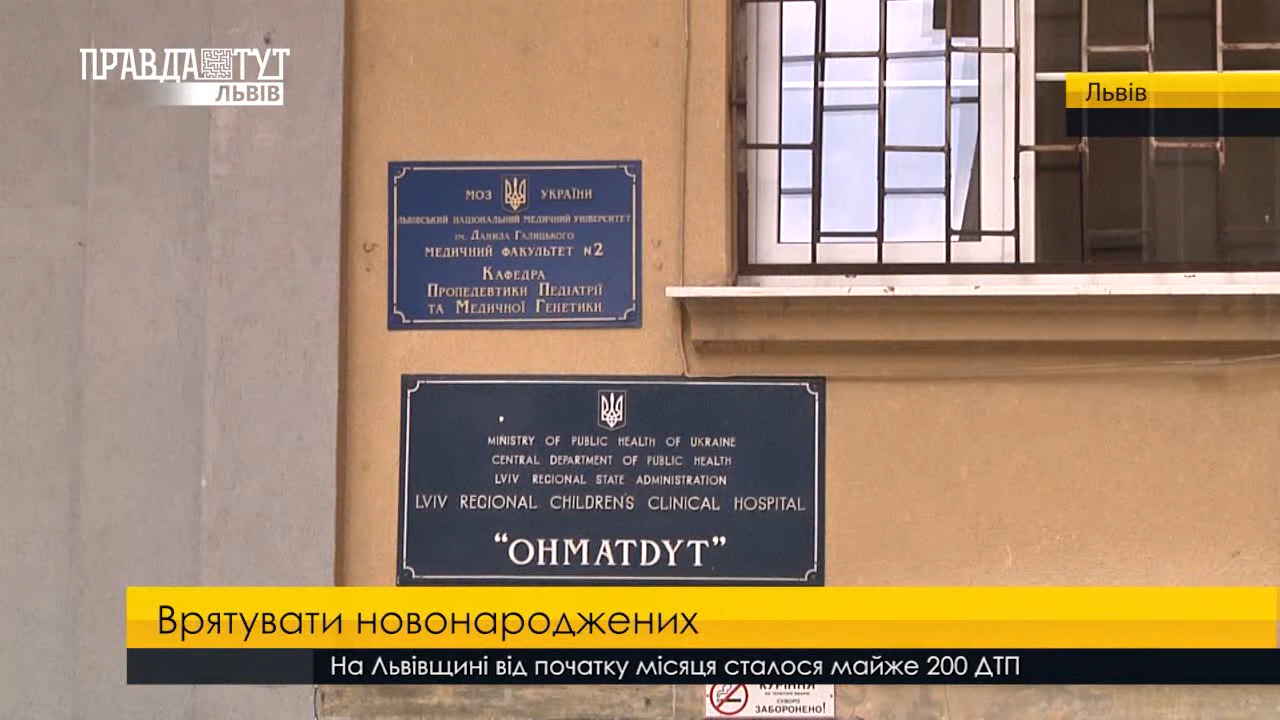 ПРАВДА ТУТ
ЛЬВІВ
Львів
МОЗ УКРАЇНИ
ЛЬВІВСЬКИЙ НАЦІОНАЛЬНИЙ МЕДИЧНИЙ УНІВЕРСИТЕТ
ІМ. ДАНИЛА ГАЛИЦЬКОГО
МЕДИЧНИЙ ФАКУЛЬТЕТ №2
КАФЕДРА
ПРОПЕДЕВТИКИ ПЕДІАТРІЇ
ТА МЕДИЧНОЇ ГЕНЕТИКИ
MINISTRY OF PUBLIC HEALTH OF UKRAINE
CENTRAL DEPARTMENT OF PUBLIC HEALTH
LVIV REGIONAL STATE ADMINISTRATION
LVIV REGIONAL CHILDREN'S CLINICAL HOSPITAL
"OHMATDYT"
Врятувати новонароджених
На Львівщині від початку місяця сталося майже 200 ДТП
КУРІННЯ
СУВОРО
ЗАБОРОНЕНО!